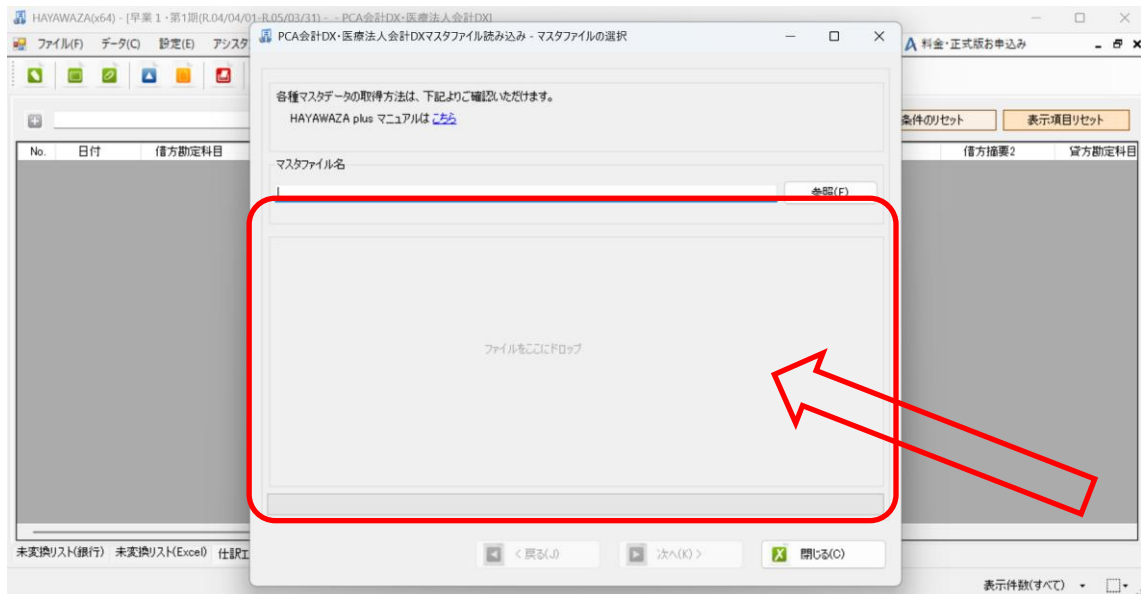 HAYAWAZA(x64) - [早業 1・第1期(R.04/04/01-R.05/03/31) - - PCA会計DX・医療法人会計DX]
ファイル(F) データ(C) 設定(E) アシスタ
料金・正式版お申込み
PCA会計DX・医療法人会計DXマスタファイル読み込み - マスタファイルの選択
各種マスタデータの取得方法は、下記よりご確認いただけます。
HAYAWAZA plus マニュアルは こちら
条件のリセット 表示項目リセット
No. 日付 借方勘定科目
借方摘要2 貸方勘定科目
マスタファイル名
参照(F)
ファイルをここにドロップ
未変換リスト(銀行) 未変換リスト(Excel) 仕訳エ
< 戻る(J) 次へ(K) > 閉じる(C)
表示件数(すべて)